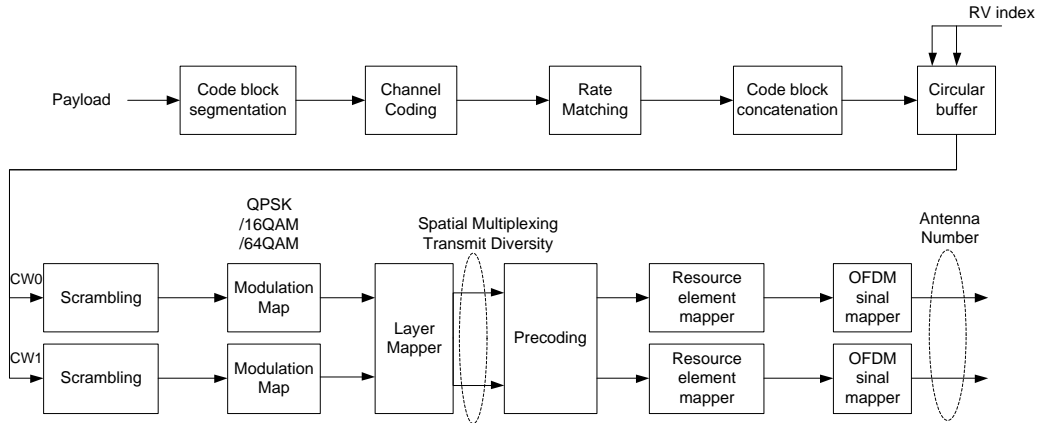 RV index
Payload
Code block
segmentation
Channel
Coding
Rate
Matching
Code block
concatenation
Circular
buffer
QPSK
/16QAM
/64QAM
Spatial Multiplexing
Transmit Diversity
Antenna
Number
CW0
Scrambling
Modulation
Map
Layer
Mapper
Precoding
Resource
element
mapper
OFDM
sinal
mapper
CW1
Scrambling
Modulation
Map
Resource
element
mapper
OFDM
sinal
mapper